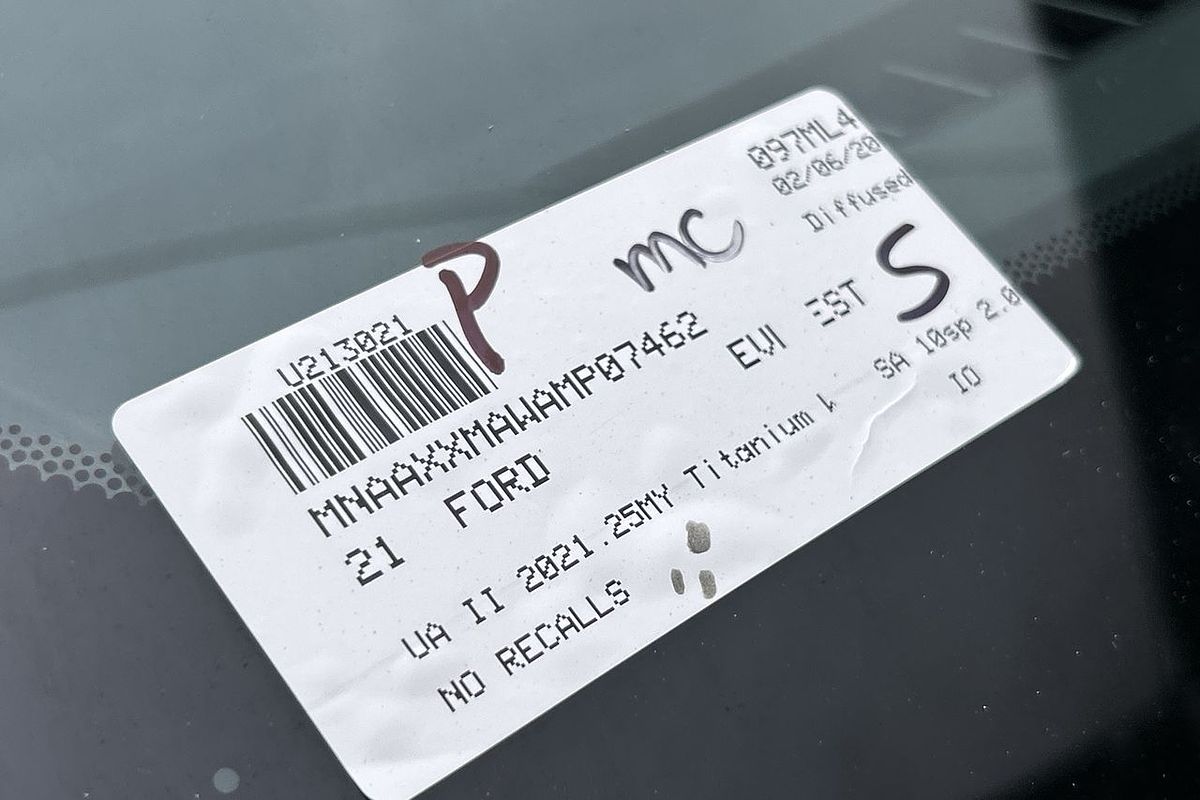 097ML4
02/06/20
Diffused
P
mc
S
U213021
MNAAXXMAWAMP07462
21 FORD EVI EST
UA II 2021.25MY Titanium SA 10sp 2.0
NO RECALLS IO